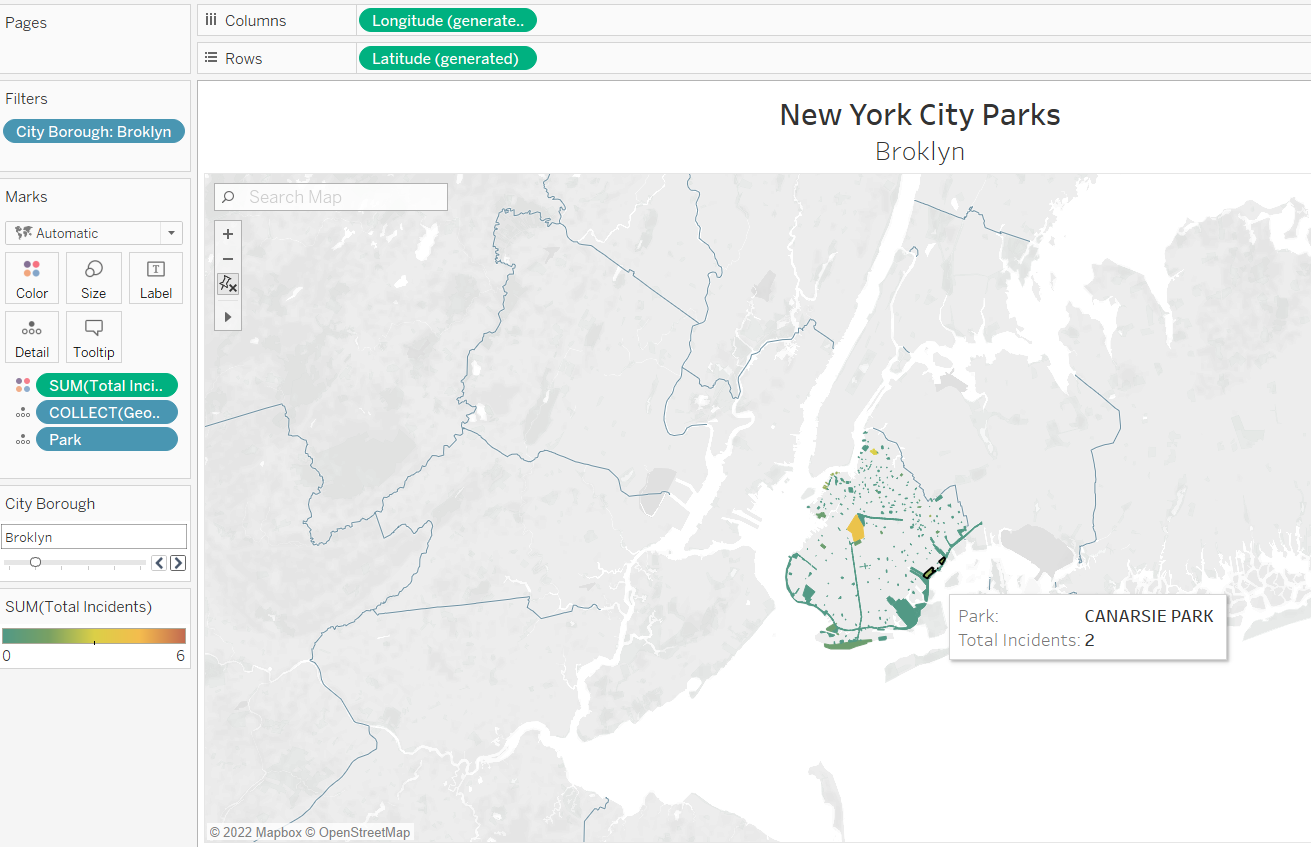 Pages
Columns
Longitude (generate..
Rows
Latitude (generated)
Filters
City Borough: Broklyn
Marks
Automatic
Color
Size
Label
Detail
Tooltip
SUM(Total Inci..
COLLECT(Geo..
Park
City Borough
Broklyn
SUM(Total Incidents)
0
6
New York City Parks
Broklyn
Search Map
Park: CANARSIE PARK
Total Incidents: 2
© 2022 Mapbox © OpenStreetMap